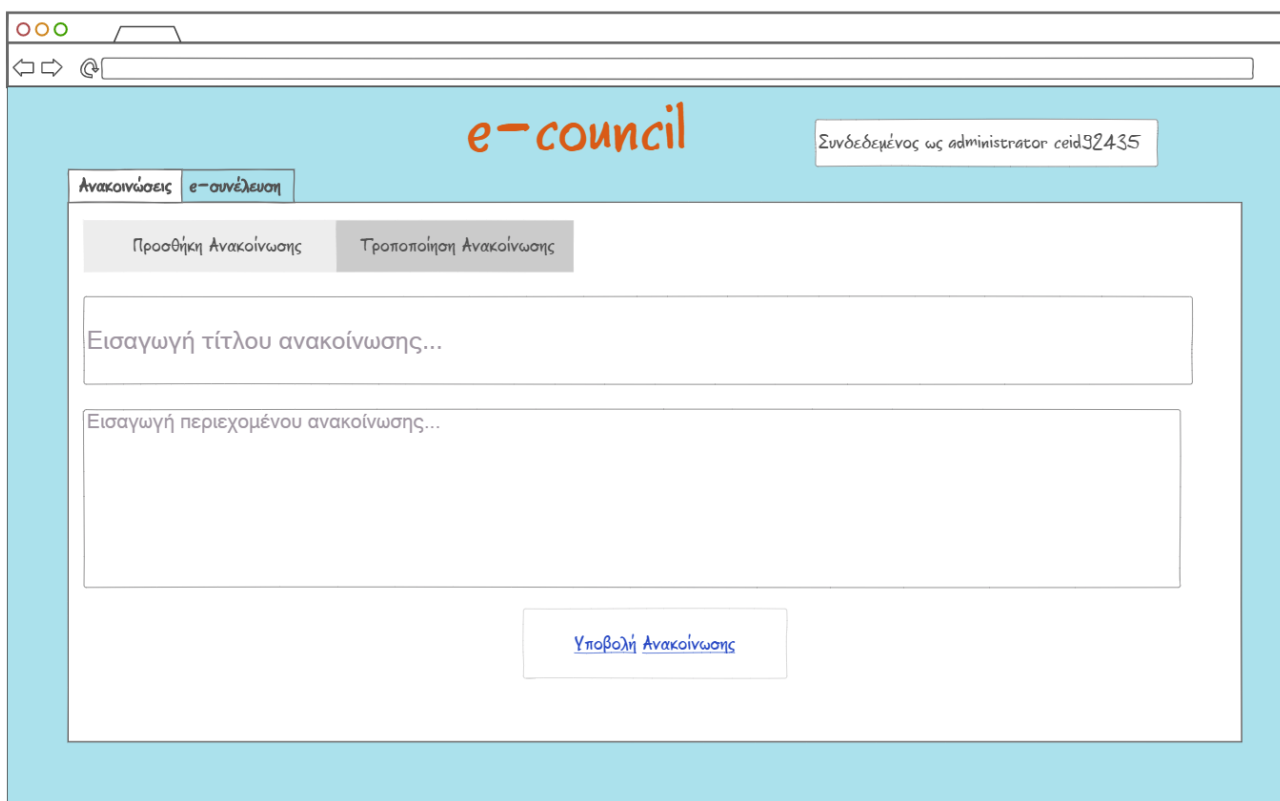 e-council
Συνδεδεμένος ως administrator ceid92435
Ανακοινώσεις e-συνέλευση
Προσθήκη Ανακοίνωσης Τροποποίηση Ανακοίνωσης
Εισαγωγή τίτλου ανακοίνωσης...
Εισαγωγή περιεχομένου ανακοίνωσης...
Υποβολή Ανακοίνωσης